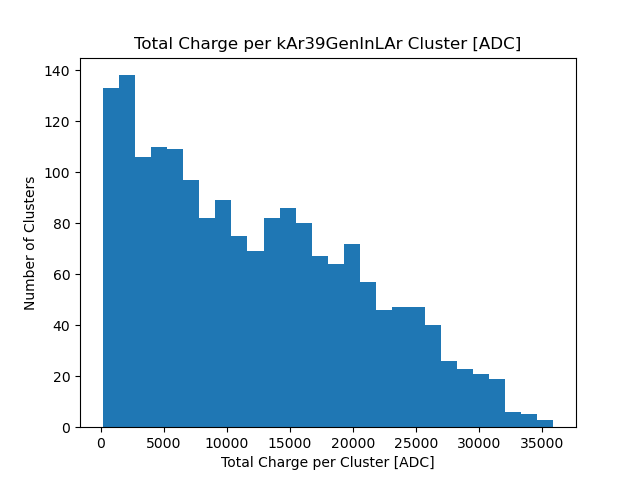 Total Charge per kAr39GenInLAr Cluster [ADC]
140
120
100
80
60
40
20
0
Number of Clusters
0 5000 10000 15000 20000 25000 30000 35000
Total Charge per Cluster [ADC]